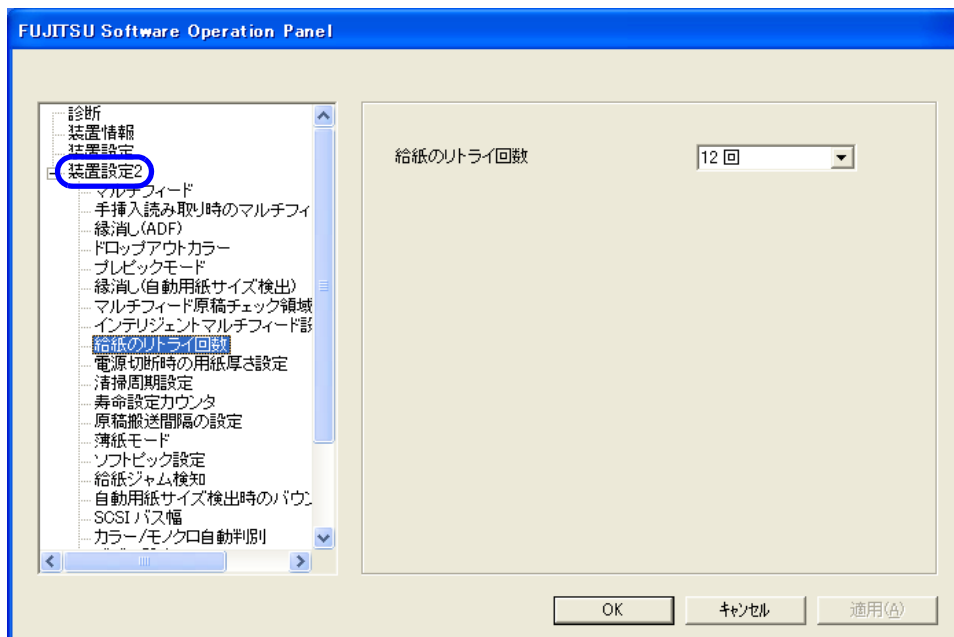 FUJITSU Software Operation Panel
診断
装置情報
装置設定
装置設定2
マルチフィード
手挿入読み取り時のマルチフィ
縁消し(ADF)
ドロップアウトカラー
プレピックモード
縁消し(自動用紙サイズ検出)
マルチフィード原稿チェック領域
インテリジェントマルチフィード設
給紙のリトライ回数
電源切断時の用紙厚さ設定
清掃周期設定
寿命設定カウンタ
原稿搬送間隔の設定
薄紙モード
ソフトピック設定
給紙ジャム検知
自動用紙サイズ検出時のバウン
SCSI バス幅
カラー/モノクロ自動判別
給紙のリトライ回数
12 回
OK
キャンセル
適用(A)